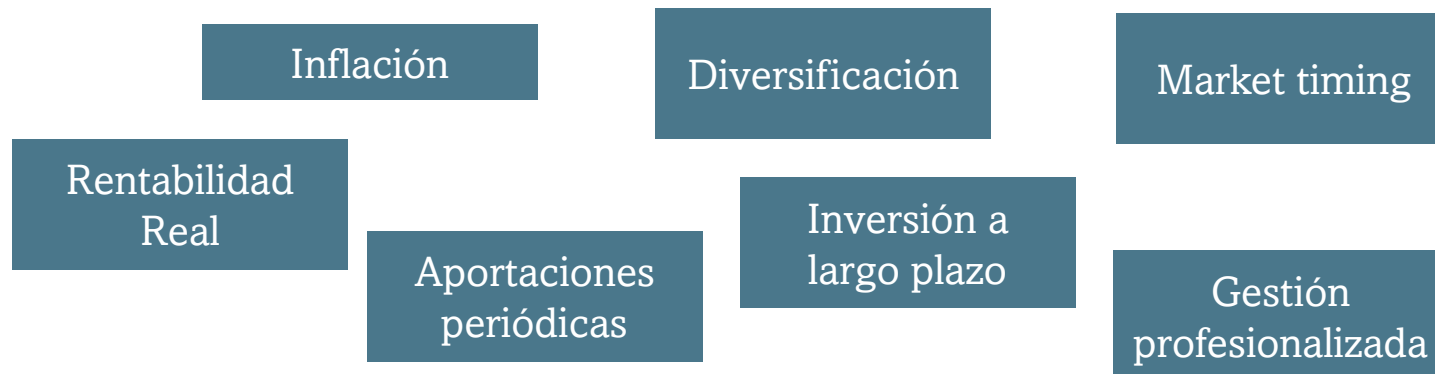 Inflación
Diversificación
Market timing
Rentabilidad
Real
Aportaciones
periódicas
Inversión a
largo plazo
Gestión
profesionalizada